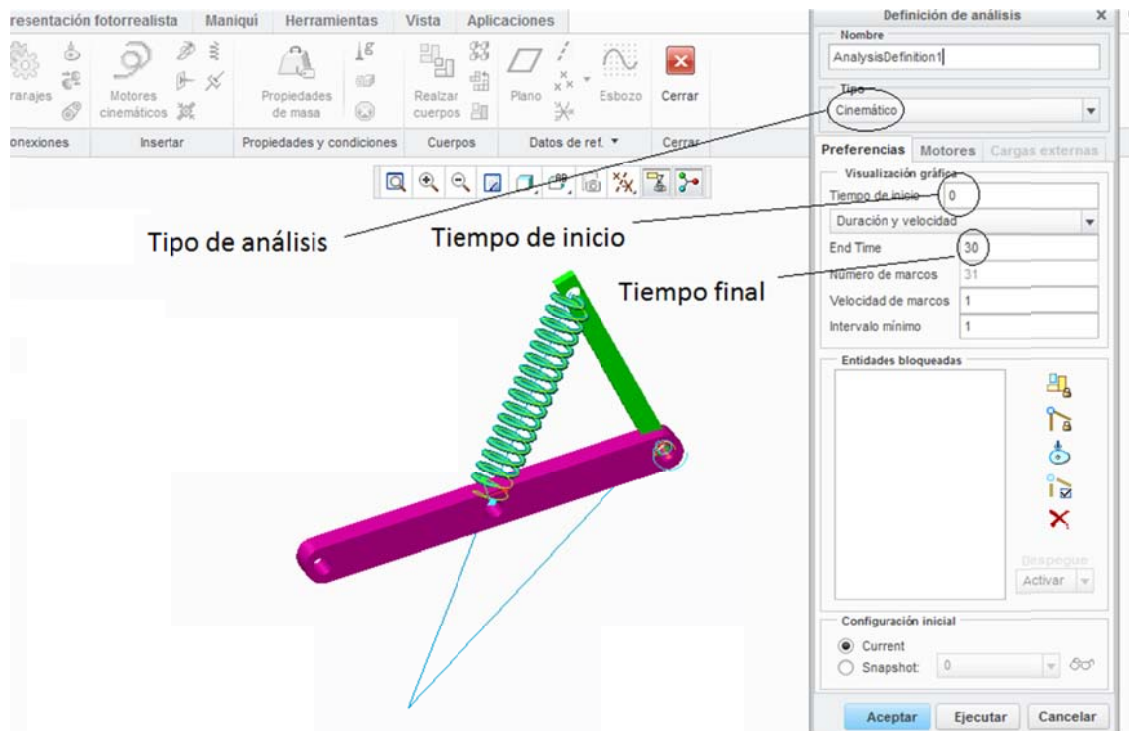 resentación fotorrealista Maniquí Herramientas Vista Aplicaciones
ranajes
Motores cinemáticos
Propiedades de masa
Realzar cuerpos
Plano
Esbozo
Cerrar
onexiones Insertar Propiedades y condiciones Cuerpos Datos de ref. Cerrar
Tipo de análisis
Tiempo de inicio
Tiempo final
Definición de análisis
Nombre
AnalysisDefinition1
Tipo
Cinemático
Preferencias Motores Cargas externas
Visualización gráfica
Tiempo de inicio 0
Duración y velocidad
End Time 30
Número de marcos 31
Velocidad de marcos 1
Intervalo mínimo 1
Entidades bloqueadas
Despegue
Activar
Configuración inicial
Current
Snapshot: 0
Aceptar Ejecutar Cancelar